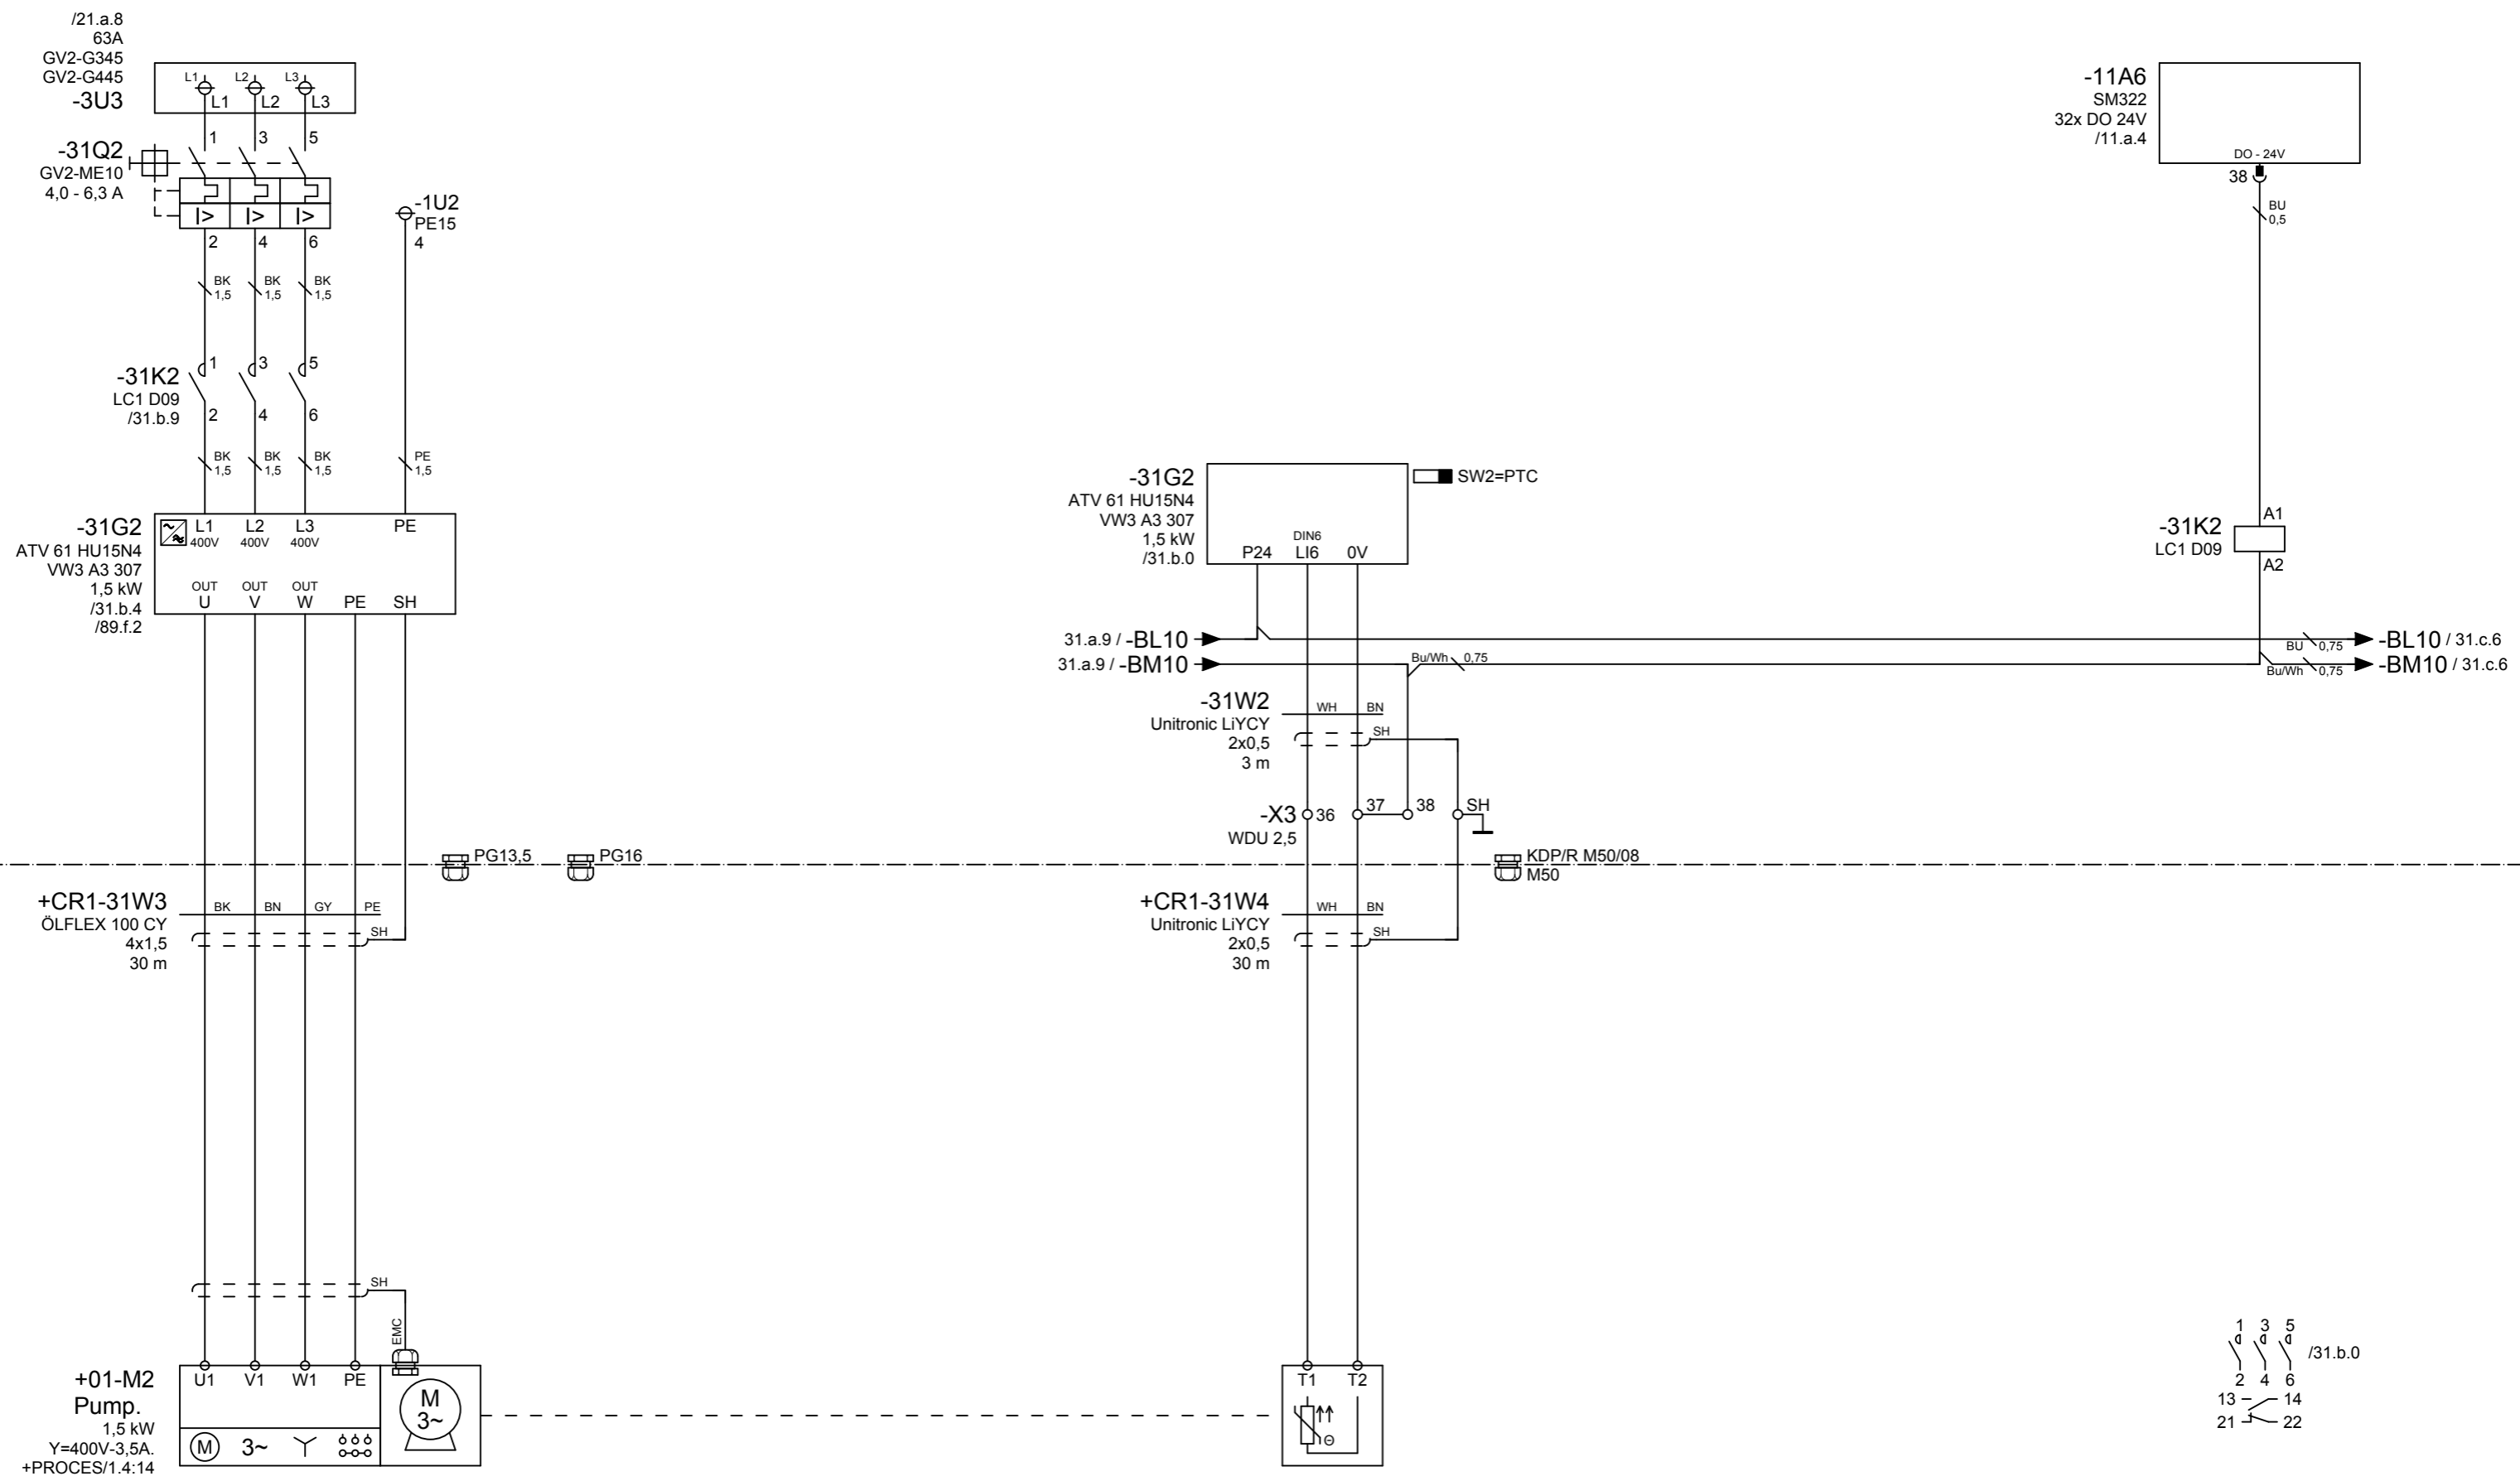 /21.a.8
63A
GV2-G345
GV2-G445
-3U3
L1 L2 L3
L1 L2 L3
-31Q2
GV2-ME10
4,0 - 6,3 A
1 3 5
I> I> I>
2 4 6
-1U2
PE15
4
BK BK BK
1,5 1,5 1,5
-31K2
LC1 D09
/31.b.9
1 3 5
2 4 6
BK BK BK PE
1,5 1,5 1,5 1,5
-31G2
ATV 61 HU15N4
VW3 A3 307
1,5 kW
/31.b.4
/89.f.2
L1 L2 L3 PE
400V 400V 400V
OUT OUT OUT
U V W PE SH
+CR1-31W3
ÖLFLEX 100 CY
4x1,5
30 m
BK BN GY PE
SH
PG13,5
PG16
SH
EMC
+01-M2
Pump.
1,5 kW
Y=400V-3,5A.
+PROCES/1.4:14
U1 V1 W1 PE
M
3~
M 3~
-31G2
ATV 61 HU15N4
VW3 A3 307
1,5 kW
/31.b.0
SW2=PTC
DIN6
P24 LI6 0V
31.a.9 / -BL10
31.a.9 / -BM10
Bu/Wh 0,75
-31W2
Unitronic LiYCY
2x0,5
3 m
WH BN
SH
-X3
WDU 2,5
36 37 38 SH
KDP/R M50/08
M50
+CR1-31W4
Unitronic LiYCY
2x0,5
30 m
WH BN
SH
T1 T2
Θ
-11A6
SM322
32x DO 24V
/11.a.4
DO - 24V
38
BU
0,5
-31K2
LC1 D09
A1
A2
BU 0,75
-BL10 / 31.c.6
Bu/Wh 0,75
-BM10 / 31.c.6
1 3 5
/31.b.0
2 4 6
13 14
21 22